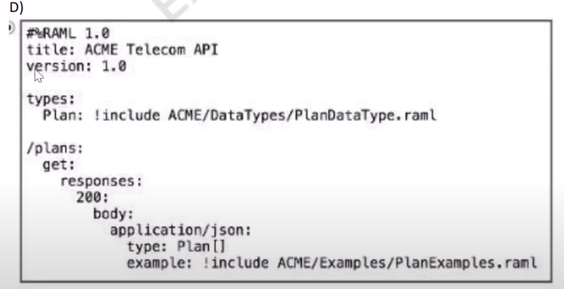 D)
#%RAML 1.0
title: ACME Telecom API
version: 1.0
types:
Plan: !include ACME/DataTypes/PlanDataType.raml
/plans:
get:
responses:
200:
body:
application/json:
type: Plan[]
example: !include ACME/Examples/PlanExamples.raml